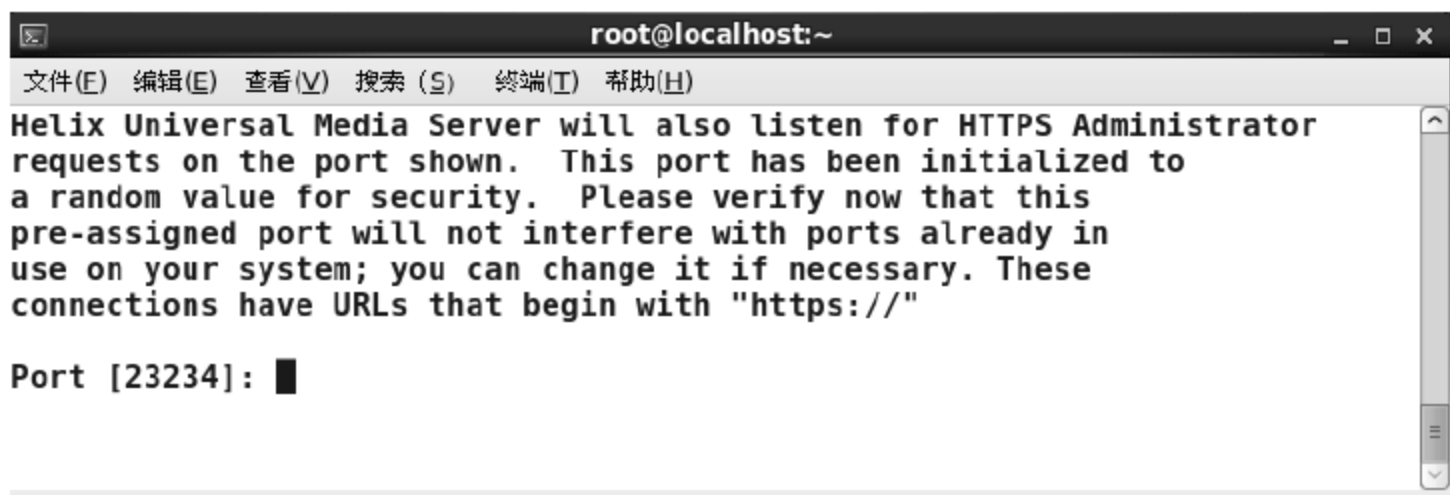 root@localhost:~
文件(F) 编辑(E) 查看(V) 搜索 (S) 终端(T) 帮助(H)
Helix Universal Media Server will also listen for HTTPS Administrator
requests on the port shown.  This port has been initialized to
a random value for security.  Please verify now that this
pre-assigned port will not interfere with ports already in
use on your system; you can change it if necessary. These
connections have URLs that begin with "https://"
Port [23234]: